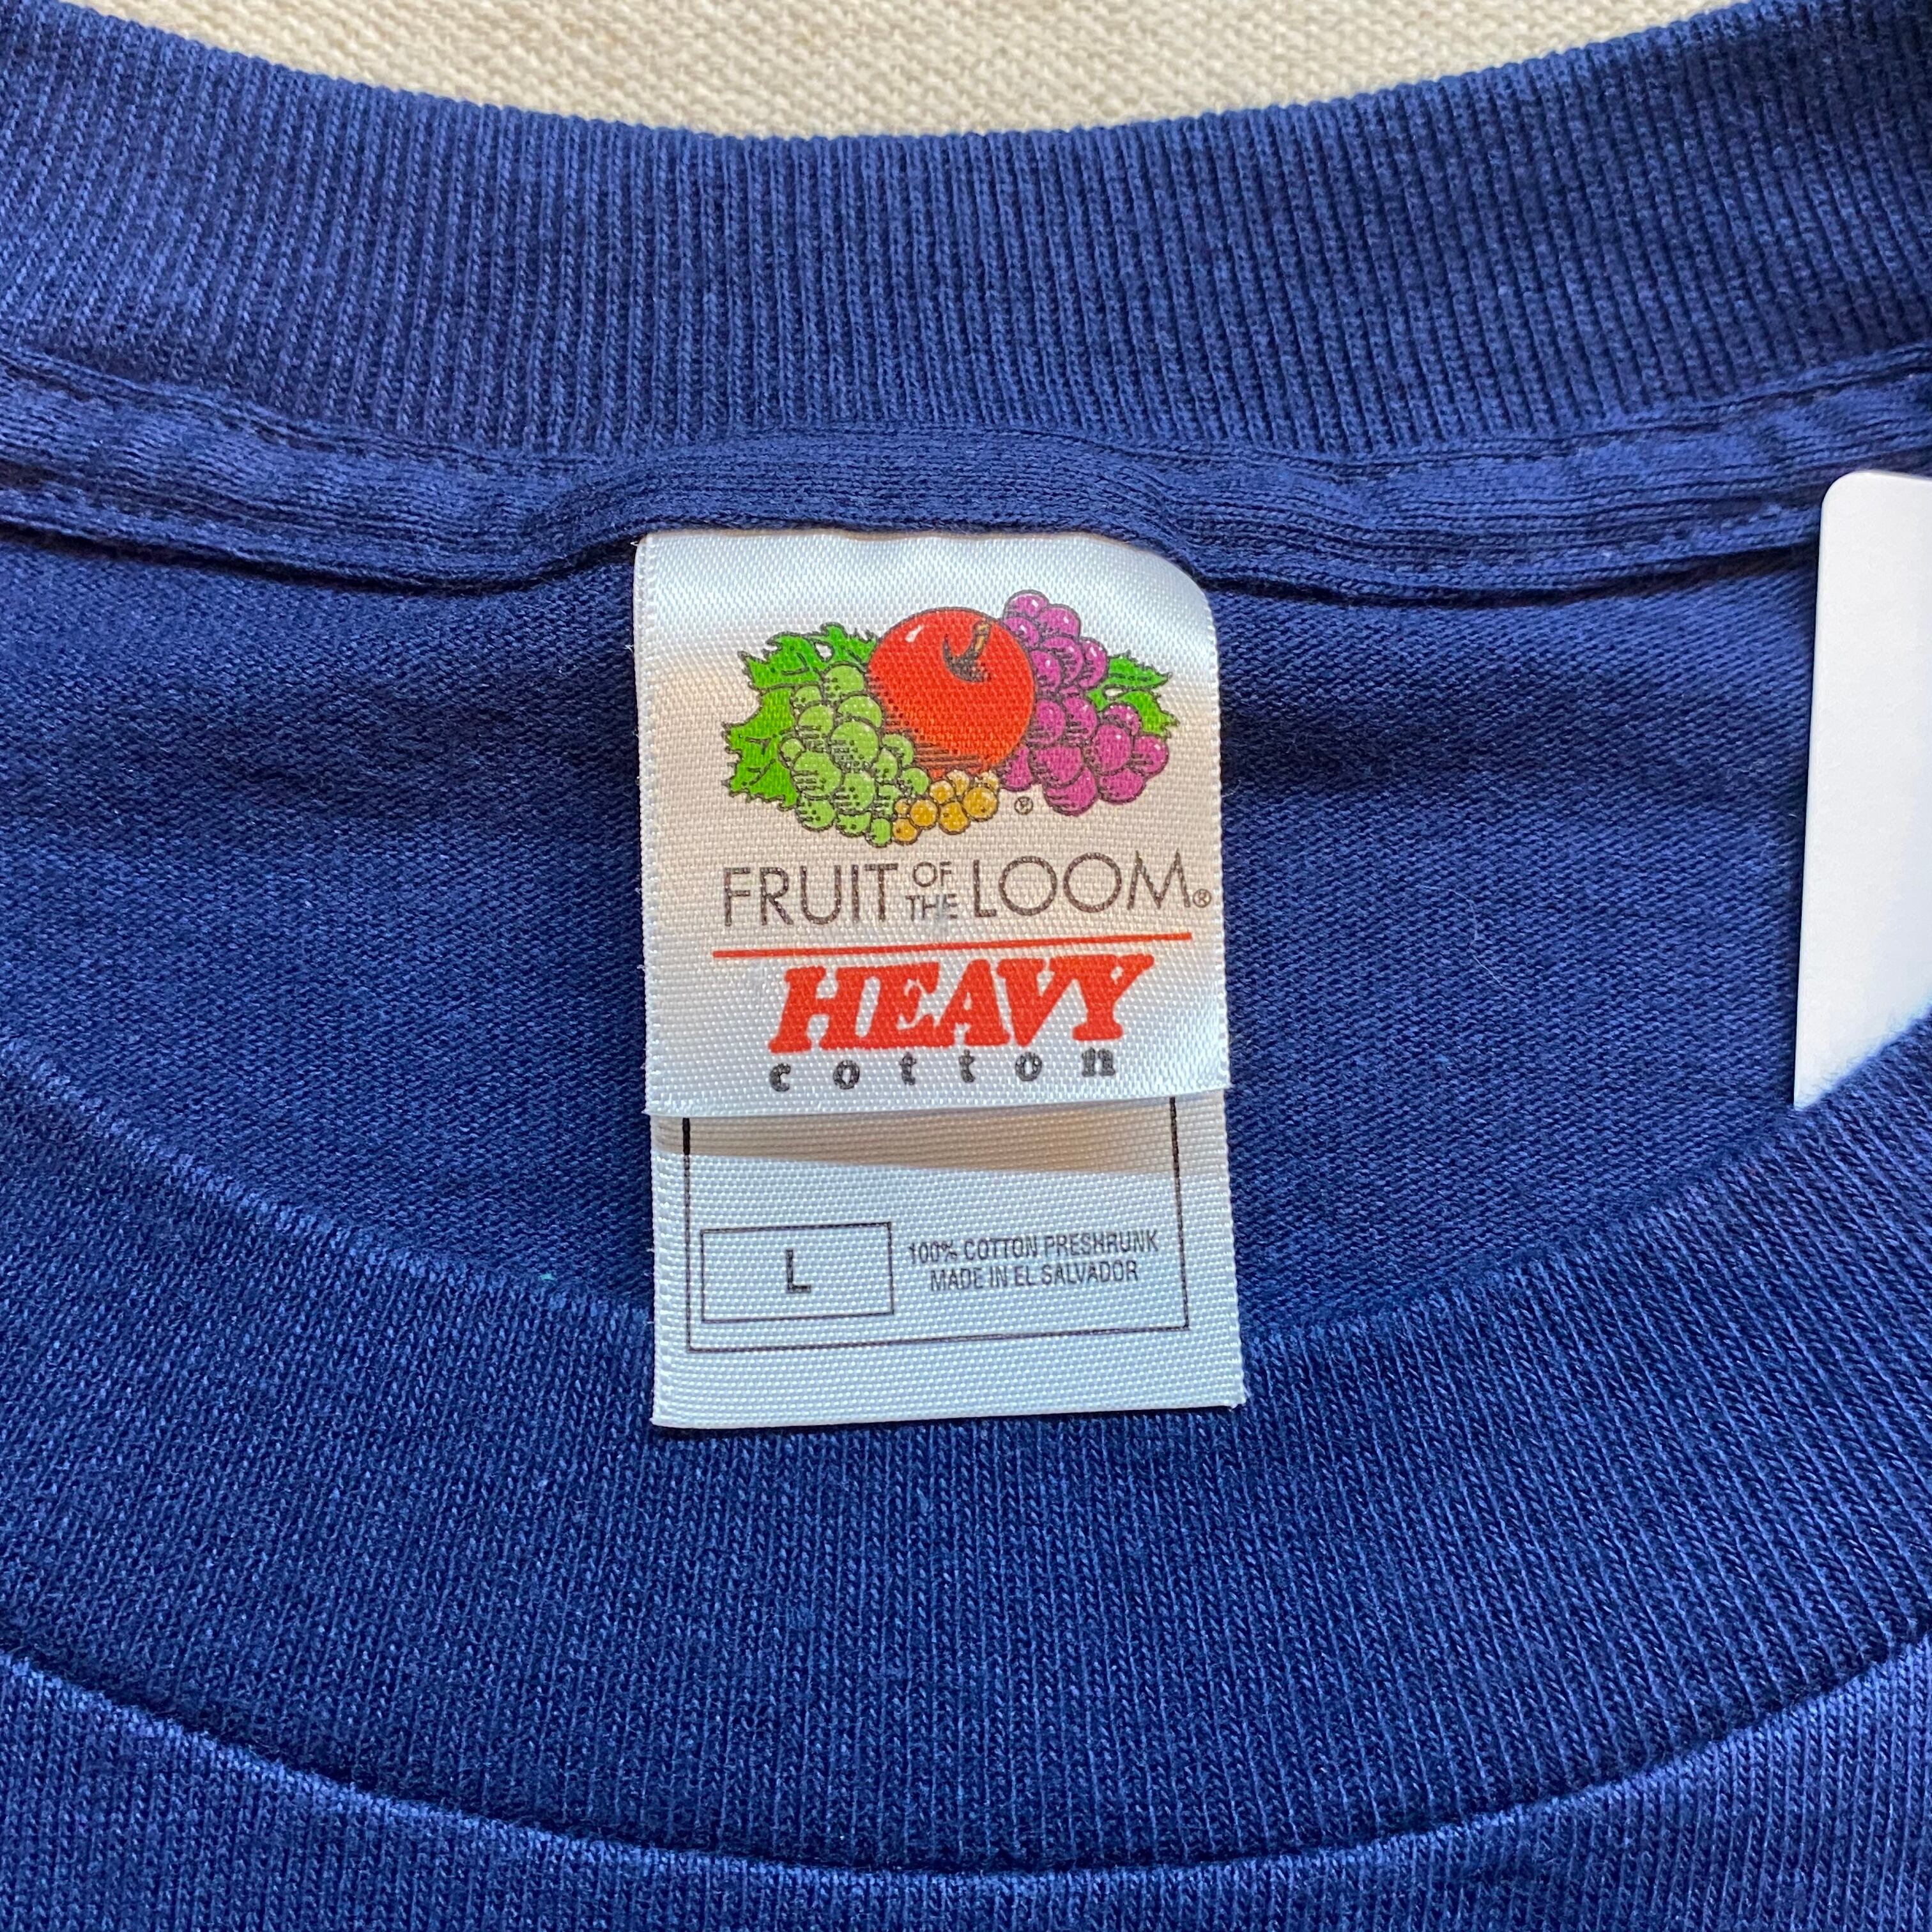 FRUIT OF THE LOOM®
HEAVY
cotton
L
100% COTTON PRESHRUNK
MADE IN EL SALVADOR